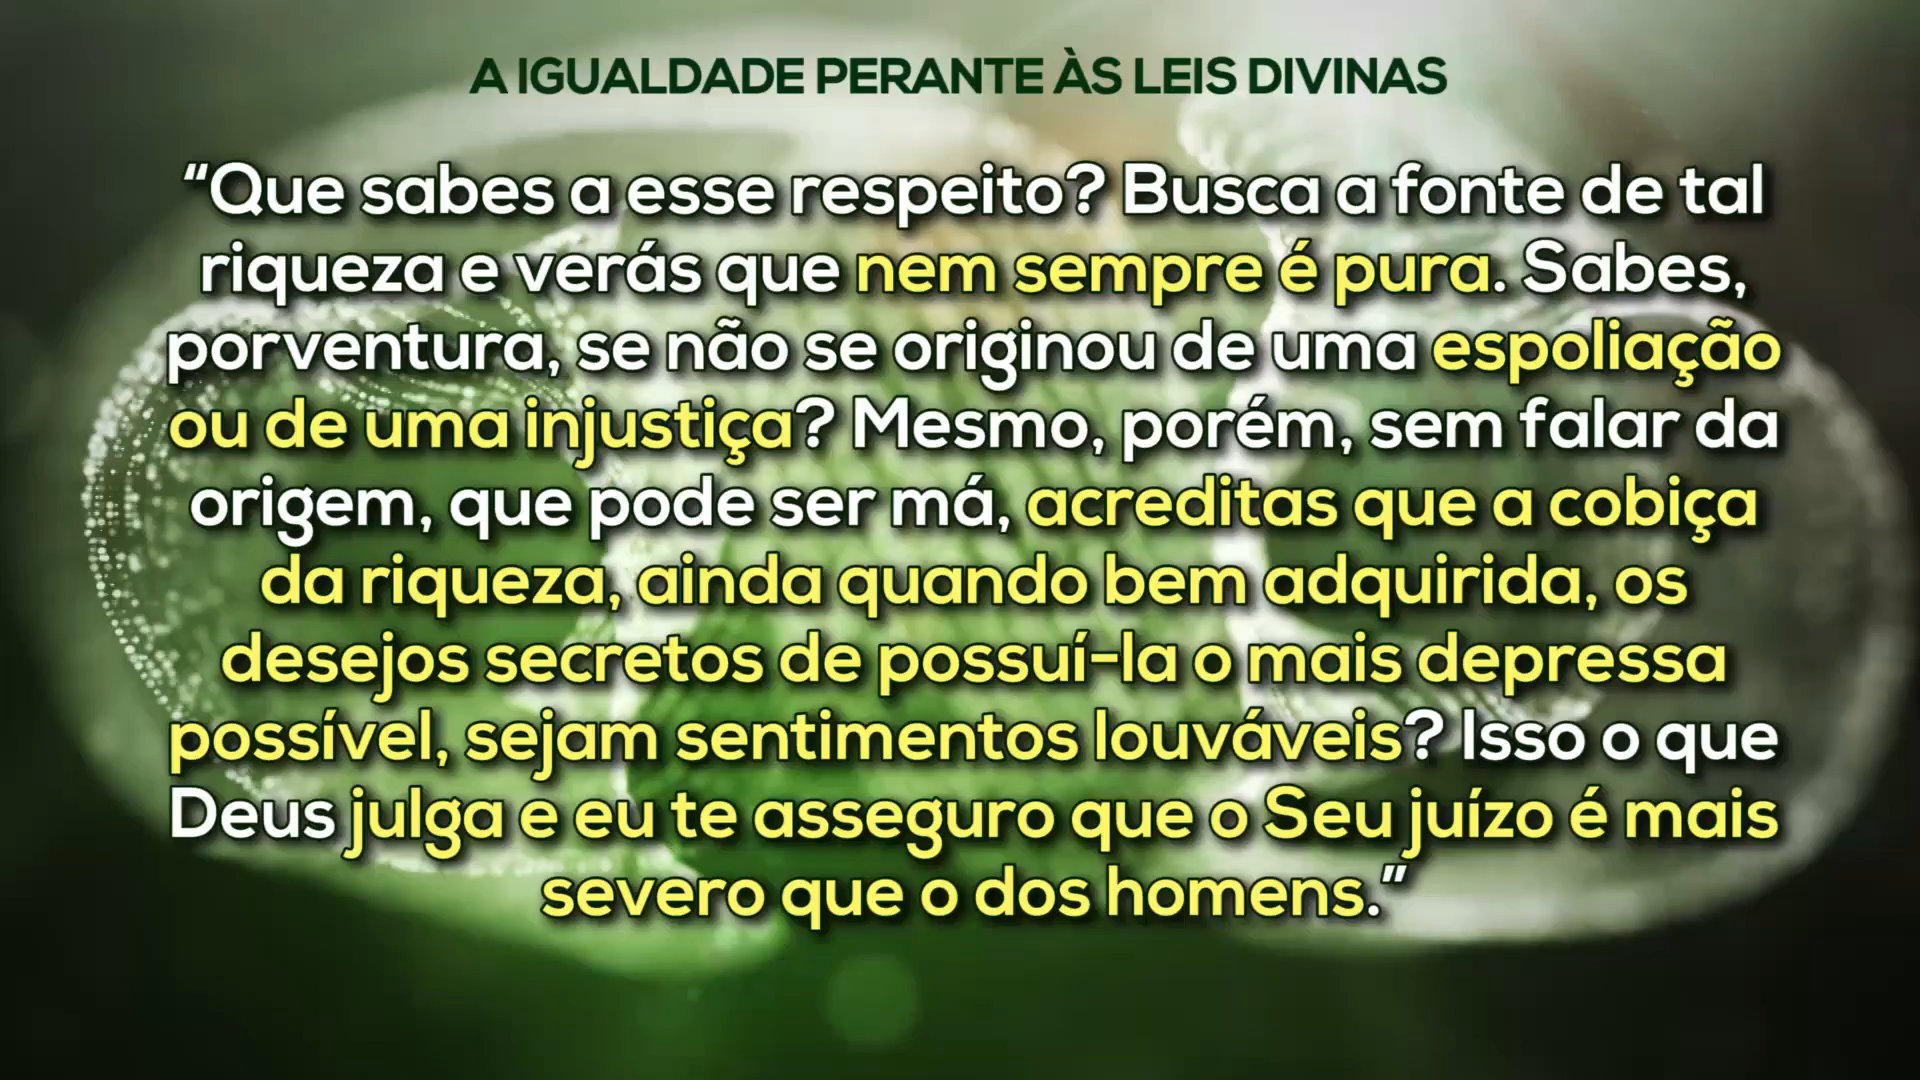 A IGUALDADE PERANTE ÀS LEIS DIVINAS
“Que sabes a esse respeito? Busca a fonte de tal
riqueza e verás que nem sempre é pura. Sabes,
porventura, se não se originou de uma espoliação
ou de uma injustiça? Mesmo, porém, sem falar da
origem, que pode ser má, acreditas que a cobiça
da riqueza, ainda quando bem adquirida, os
desejos secretos de possuí-la o mais depressa
possível, sejam sentimentos louváveis? Isso o que
Deus julga e eu te asseguro que o Seu juízo é mais
severo que o dos homens.”